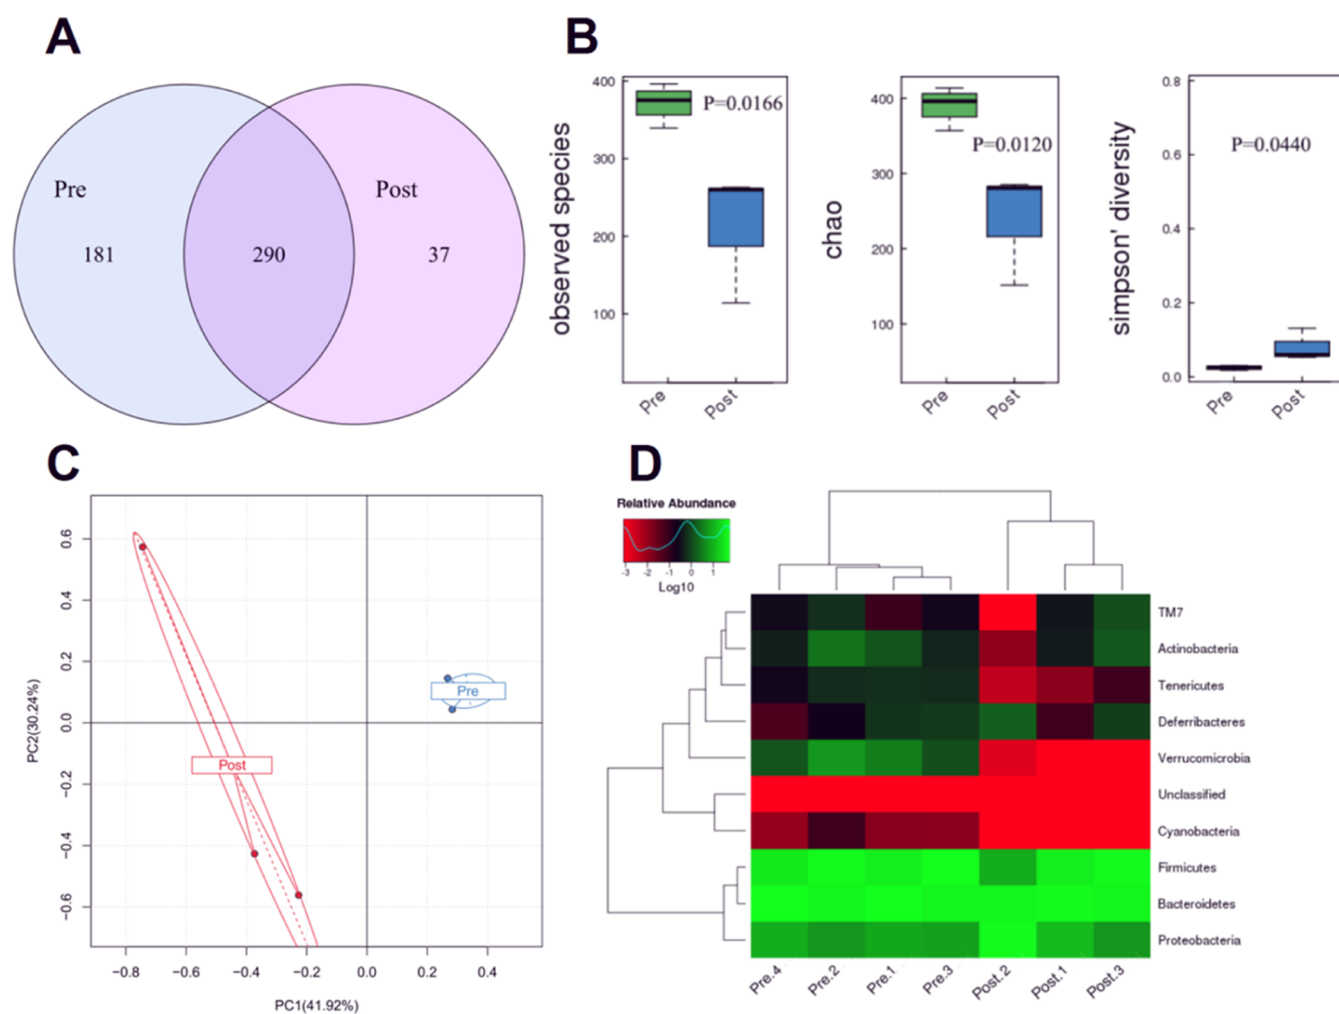 A
Pre
Post
181
290
37
B
observed species
400
300
200
100
P=0.0166
Pre
Post
chao
400
300
200
100
P=0.0120
Pre
Post
simpson' diversity
0.8
0.6
0.4
0.2
0.0
P=0.0440
Pre
Post
C
PC2(30.24%)
0.6
0.4
0.2
0.0
−0.2
−0.4
−0.6
Pre
Post
−0.8
−0.6
−0.4
−0.2
0.0
0.2
0.4
PC1(41.92%)
D
Relative Abundance
-3
-2
-1
0
1
Log10
TM7
Actinobacteria
Tenericutes
Deferribacteres
Verrucomicrobia
Unclassified
Cyanobacteria
Firmicutes
Bacteroidetes
Proteobacteria
Pre.4
Pre.2
Pre.1
Pre.3
Post.2
Post.1
Post.3